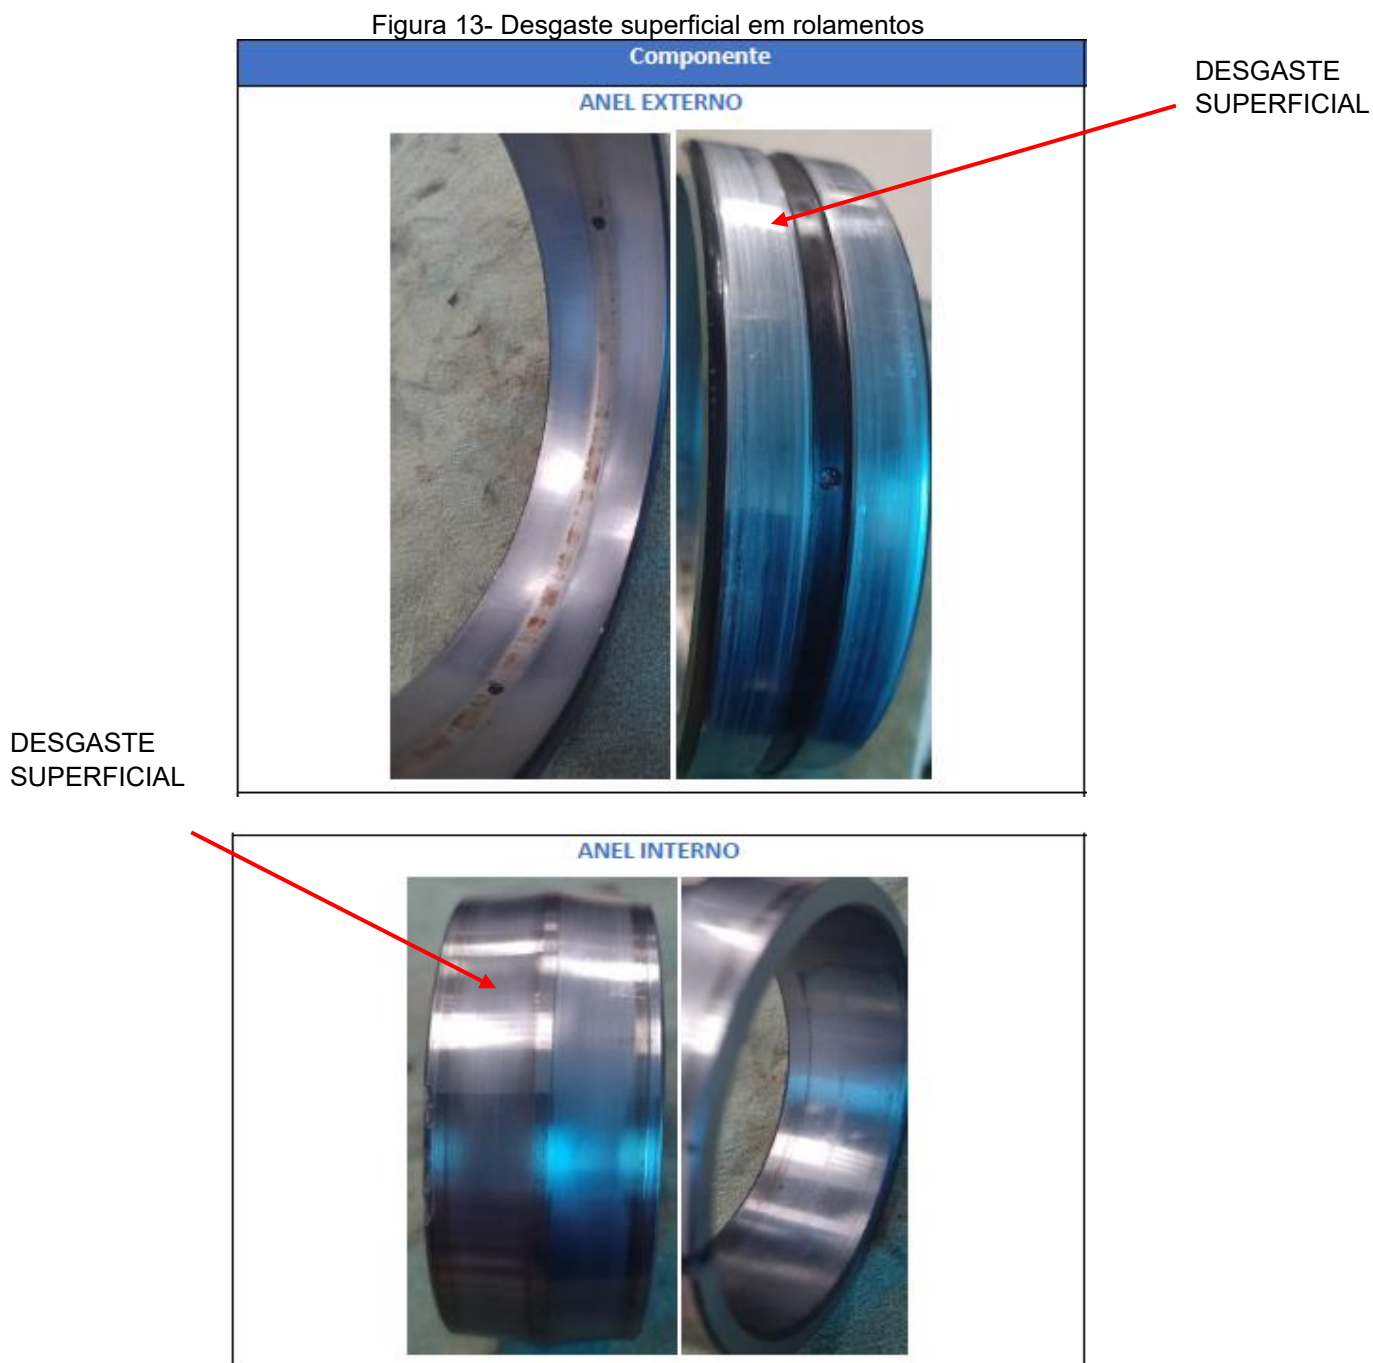 Figura 13- Desgaste superficial em rolamentos
Componente
ANEL EXTERNO
DESGASTE
SUPERFICIAL
DESGASTE
SUPERFICIAL
ANEL INTERNO